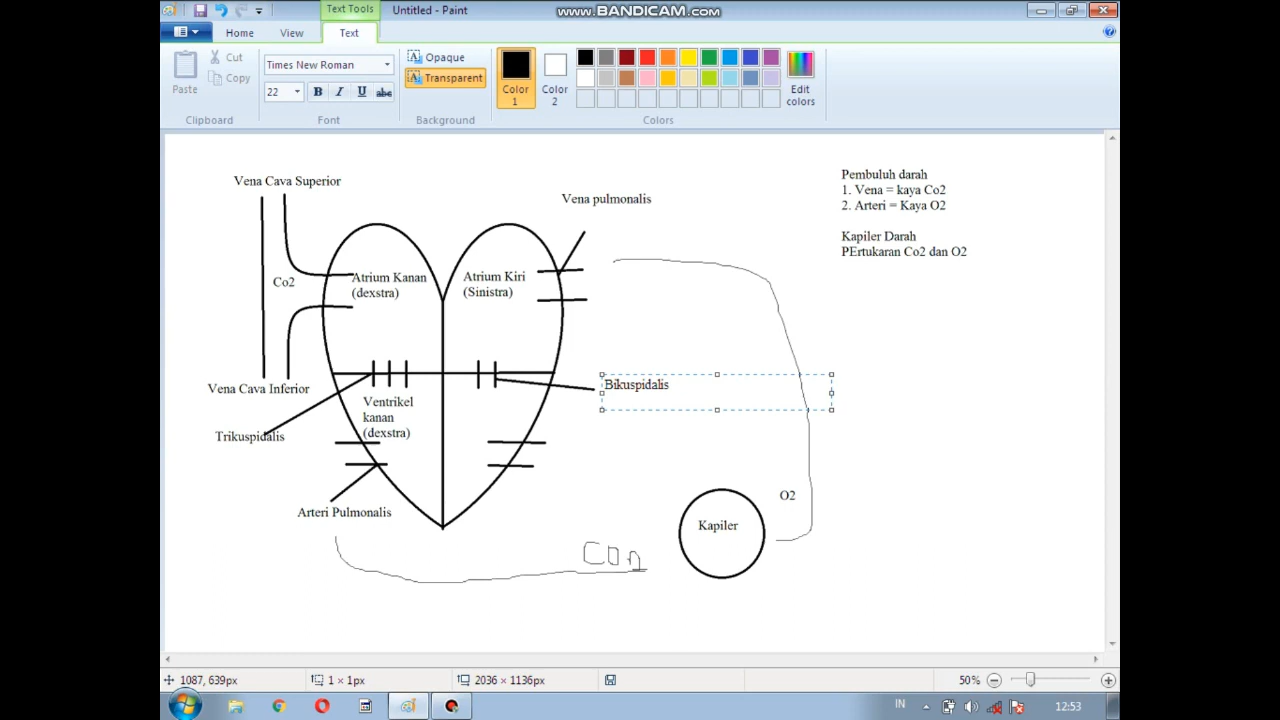 Text Tools
Untitled - Paint
www.BANDICAM.com
Home
View
Text
Paste
Cut
Copy
Clipboard
Times New Roman
22
B I U abc
Font
Opaque
Transparent
Background
Color 1
Color 2
Edit colors
Colors
Vena Cava Superior
Vena pulmonalis
Pembuluh darah
1. Vena = kaya Co2
2. Arteri = Kaya O2
Kapiler Darah
PErtukaran Co2 dan O2
Co2
Atrium Kanan
(dexstra)
Atrium Kiri
(Sinistra)
Vena Cava Inferior
Bikuspidalis
Ventrikel
kanan
(dexstra)
Trikuspidalis
Arteri Pulmonalis
O2
Kapiler
CO2
1087, 639px
1 × 1px
2036 × 1136px
50%
IN
12:53